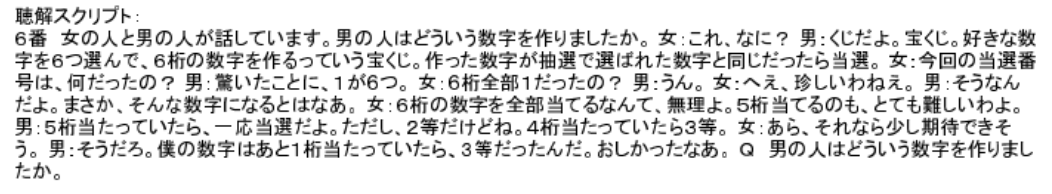 聴解スクリプト：
６番　女の人と男の人が話しています。男の人はどういう数字を作りましたか。 女：これ、なに？ 男：くじだよ。宝くじ。好きな数
字を６つ選んで、６桁の数字を作るっていう宝くじ。作った数字が抽選で選ばれた数字と同じだったら当選。 女：今回の当選番
号は、何だったの？ 男：驚いたことに、１が６つ。 女：６桁全部１だったの？ 男：うん。 女：へえ、珍しいわねえ。 男：そうなん
だよ。まさか、そんな数字になるとはなあ。 女：６桁の数字を全部当てるなんて、無理よ。５桁当てるのも、とても難しいわよ。
男：５桁当たっていたら、一応当選だよ。ただし、２等だけどね。４桁当たっていたら３等。 女：あら、それなら少し期待できそ
う。 男：そうだろ。僕の数字はあと１桁当たっていたら、３等だったんだ。おしかったなあ。 Ｑ　男の人はどういう数字を作りまし
たか。